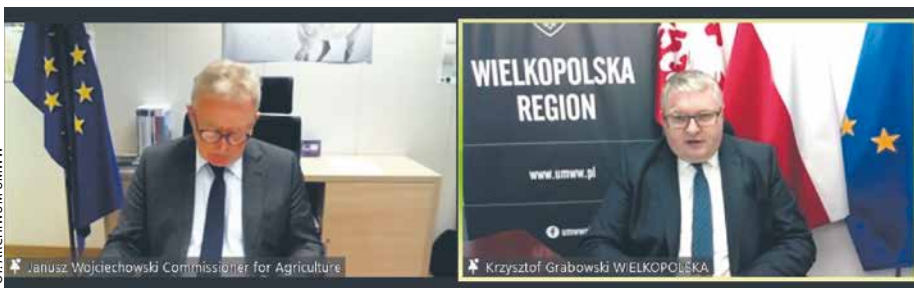 WIELKOPOLSKA
REGION
www.umww.pl
Janusz Wojciechowski Commissioner for Agriculture
Krzysztof Grabowski WIELKOPOLSKA